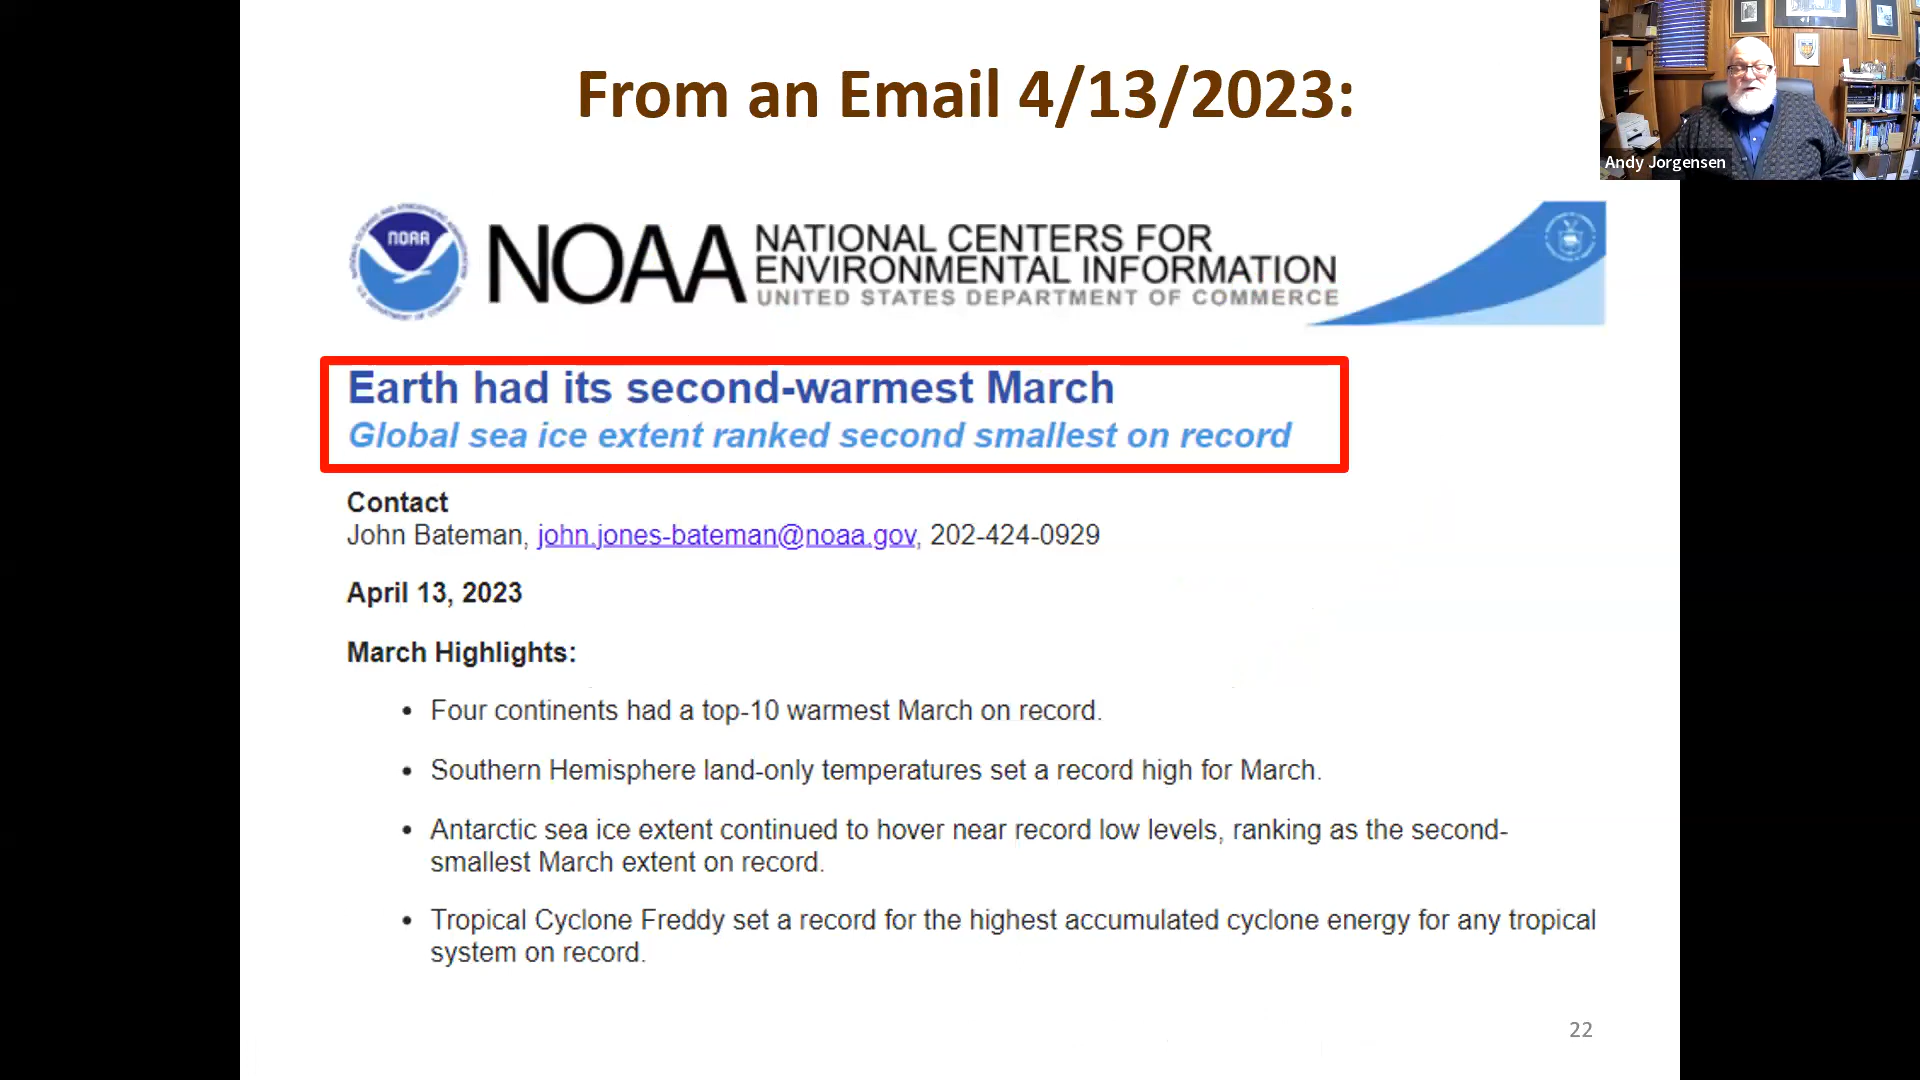 From an Email 4/13/2023:
Andy Jorgensen
NOAA
NOAA
NATIONAL CENTERS FOR
ENVIRONMENTAL INFORMATION
UNITED STATES DEPARTMENT OF COMMERCE
Earth had its second-warmest March
Global sea ice extent ranked second smallest on record
Contact
John Bateman, john.jones-bateman@noaa.gov, 202-424-0929
April 13, 2023
March Highlights:
• Four continents had a top-10 warmest March on record.
• Southern Hemisphere land-only temperatures set a record high for March.
• Antarctic sea ice extent continued to hover near record low levels, ranking as the second-
smallest March extent on record.
• Tropical Cyclone Freddy set a record for the highest accumulated cyclone energy for any tropical
system on record.
22